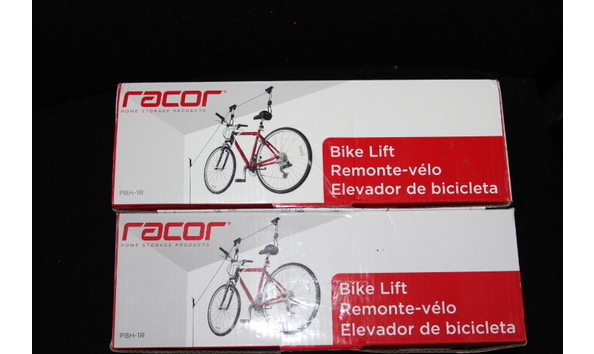 racor
HOME STORAGE PRODUCTS
Bike Lift
Remonte-vélo
Elevador de bicicleta
PBH-1R
racor
HOME STORAGE PRODUCTS
Bike Lift
Remonte-vélo
Elevador de bicicleta
PBH-1R